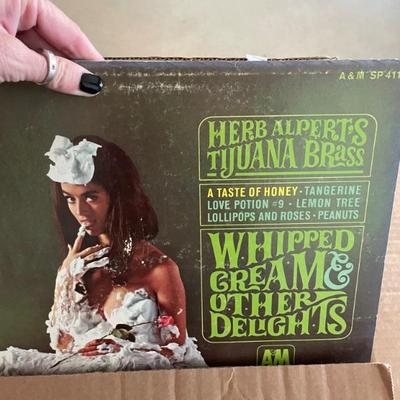 A&M SP 411
HERB ALPERT'S
TIJUANA BRASS
A TASTE OF HONEY • TANGERINE
LOVE POTION #9 • LEMON TREE
LOLLIPOPS AND ROSES • PEANUTS
WHIPPED
CREAM &
OTHER
DELIGHTS
A&M